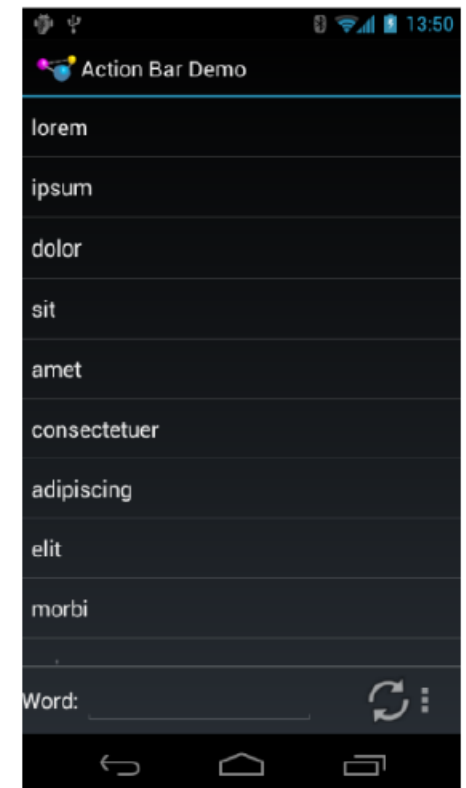 13:50
Action Bar Demo
lorem
ipsum
dolor
sit
amet
consectetuer
adipiscing
elit
morbi
Word: